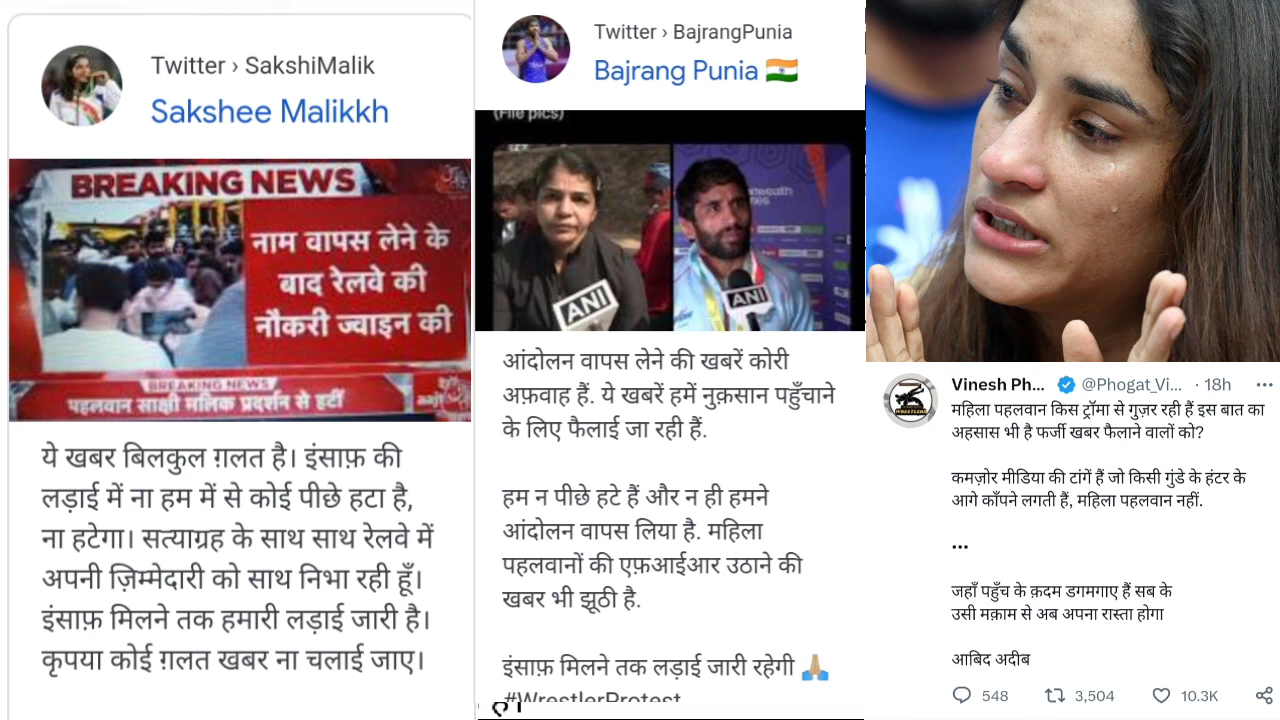 Twitter › SakshiMalik
Sakshee Malikkh
BREAKING NEWS
नाम वापस लेने के
बाद रेलवे की
नौकरी ज्वाइन की
BREAKING NEWS
पहलवान साक्षी मलिक प्रदर्शन से हटीं
ये खबर बिलकुल ग़लत है। इंसाफ़ की
लड़ाई में ना हम में से कोई पीछे हटा है,
ना हटेगा। सत्याग्रह के साथ साथ रेलवे में
अपनी ज़िम्मेदारी को साथ निभा रही हूँ।
इंसाफ़ मिलने तक हमारी लड़ाई जारी है।
कृपया कोई ग़लत खबर ना चलाई जाए।
Twitter › BajrangPunia
Bajrang Punia 🇮🇳
(File pics)
ANI
ANI
आंदोलन वापस लेने की खबरें कोरी
अफ़वाह हैं. ये खबरें हमें नुक़सान पहुँचाने
के लिए फैलाई जा रही हैं.
हम न पीछे हटे हैं और न ही हमने
आंदोलन वापस लिया है. महिला
पहलवानों की एफ़आईआर उठाने की
खबर भी झूठी है.
इंसाफ़ मिलने तक लड़ाई जारी रहेगी 🙏🏽
#WrestlerProtest
Vinesh Ph... @Phogat_Vi... · 18h ···
महिला पहलवान किस ट्रॉमा से गुज़र रही हैं इस बात का
अहसास भी है फर्जी खबर फैलाने वालों को?
कमज़ोर मीडिया की टांगें हैं जो किसी गुंडे के हंटर के
आगे काँपने लगती हैं, महिला पहलवान नहीं.
...
जहाँ पहुँच के क़दम डगमगाए हैं सब के
उसी मक़ाम से अब अपना रास्ता होगा
आबिद अदीब
548 3,504 10.3K